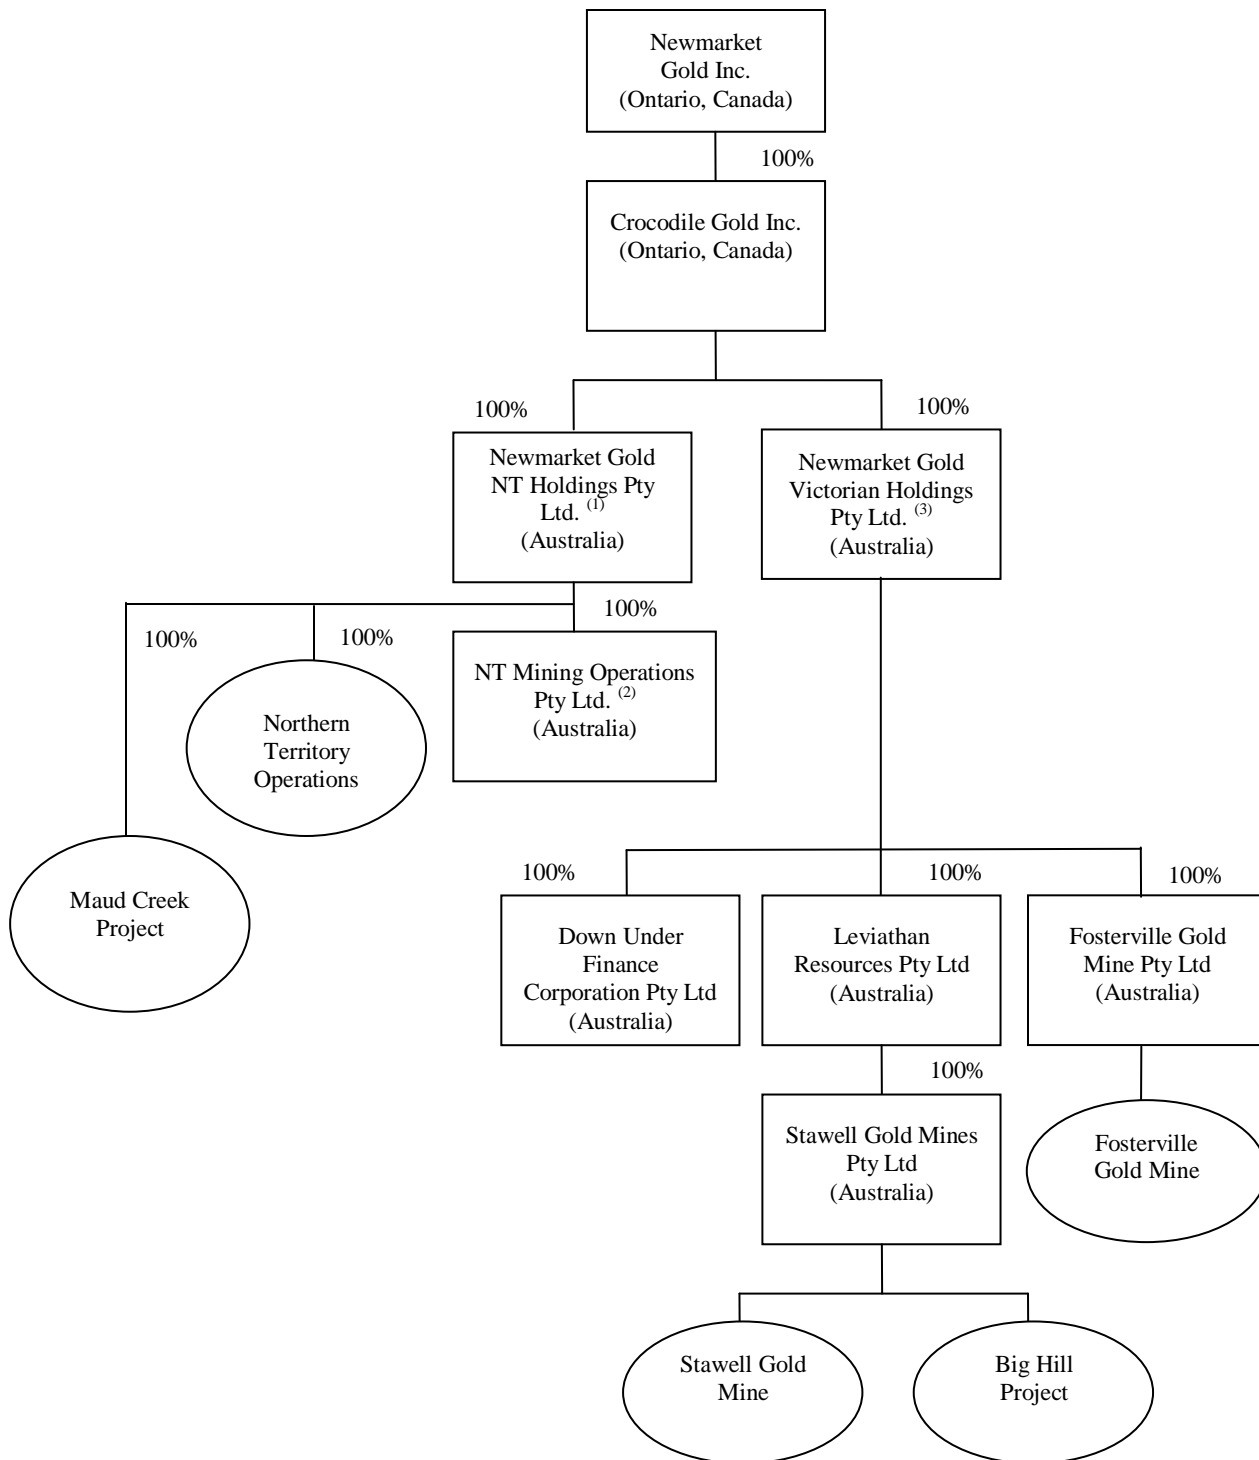 Newmarket
Gold Inc.
(Ontario, Canada)
100%
Crocodile Gold Inc.
(Ontario, Canada)
100%
100%
Newmarket Gold
NT Holdings Pty
Ltd. (1)
(Australia)
Newmarket Gold
Victorian Holdings
Pty Ltd. (3)
(Australia)
100%
100%
100%
NT Mining Operations
Pty Ltd. (2)
(Australia)
Northern
Territory
Operations
Maud Creek
Project
100%
100%
100%
Down Under
Finance
Corporation Pty Ltd
(Australia)
Leviathan
Resources Pty Ltd
(Australia)
Fosterville Gold
Mine Pty Ltd
(Australia)
100%
Stawell Gold Mines
Pty Ltd
(Australia)
Fosterville
Gold Mine
Stawell Gold
Mine
Big Hill
Project